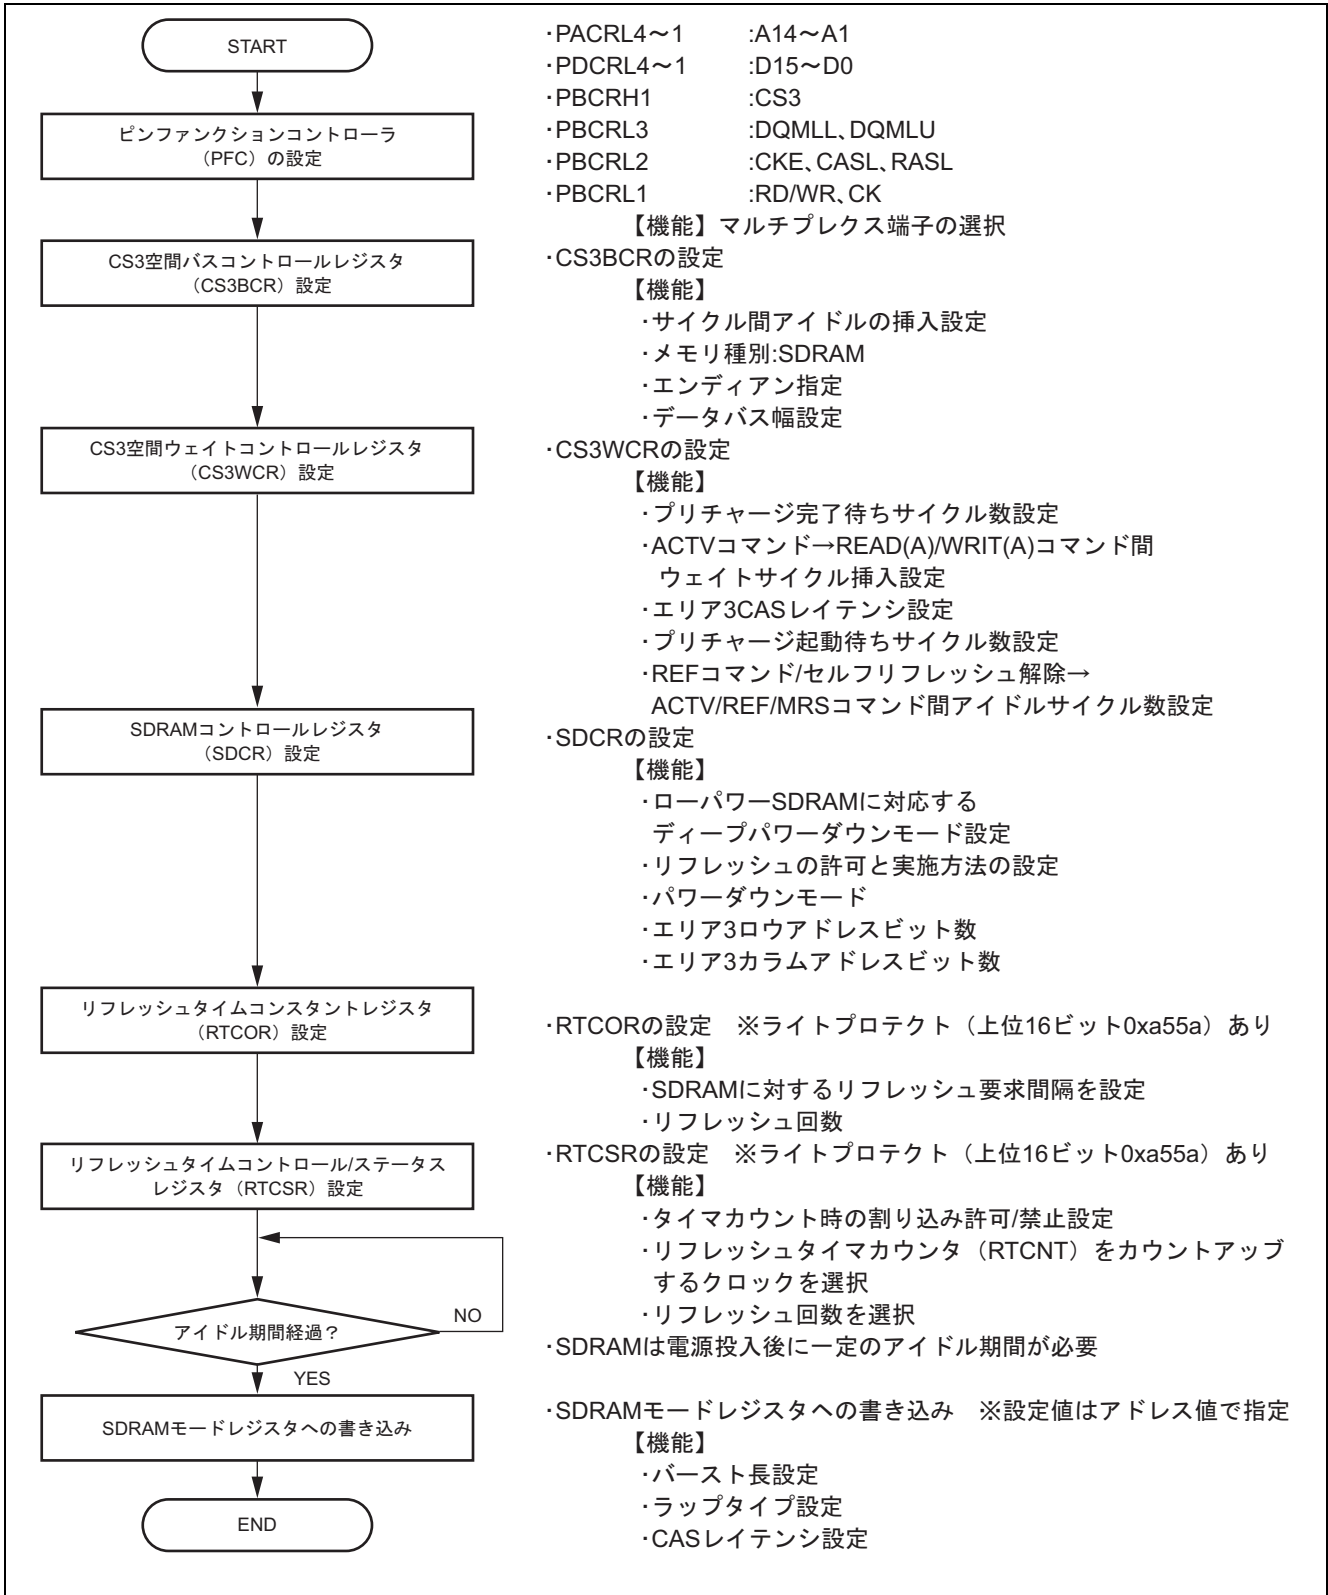 START
ピンファンクションコントローラ
（PFC）の設定
CS3空間バスコントロールレジスタ
（CS3BCR）設定
CS3空間ウェイトコントロールレジスタ
（CS3WCR）設定
SDRAMコントロールレジスタ
（SDCR）設定
リフレッシュタイムコンスタントレジスタ
（RTCOR）設定
リフレッシュタイムコントロール/ステータス
レジスタ（RTCSR）設定
アイドル期間経過？
NO
YES
SDRAMモードレジスタへの書き込み
END
･PACRL4～1 :A14～A1
･PDCRL4～1 :D15～D0
･PBCRH1 :CS3
･PBCRL3 :DQMLL､DQMLU
･PBCRL2 :CKE､CASL､RASL
･PBCRL1 :RD/WR､CK
【機能】マルチプレクス端子の選択
･CS3BCRの設定
【機能】
･サイクル間アイドルの挿入設定
･メモリ種別:SDRAM
･エンディアン指定
･データバス幅設定
･CS3WCRの設定
【機能】
･プリチャージ完了待ちサイクル数設定
･ACTVコマンド→READ(A)/WRIT(A)コマンド間
ウェイトサイクル挿入設定
･エリア3CASレイテンシ設定
･プリチャージ起動待ちサイクル数設定
･REFコマンド/セルフリフレッシュ解除→
ACTV/REF/MRSコマンド間アイドルサイクル数設定
･SDCRの設定
【機能】
･ローパワーSDRAMに対応する
ディープパワーダウンモード設定
･リフレッシュの許可と実施方法の設定
･パワーダウンモード
･エリア3ロウアドレスビット数
･エリア3カラムアドレスビット数
･RTCORの設定　※ライトプロテクト（上位16ビット0xa55a）あり
【機能】
･SDRAMに対するリフレッシュ要求間隔を設定
･リフレッシュ回数
･RTCSRの設定　※ライトプロテクト（上位16ビット0xa55a）あり
【機能】
･タイマカウント時の割り込み許可/禁止設定
･リフレッシュタイマカウンタ（RTCNT）をカウントアップ
するクロックを選択
･リフレッシュ回数を選択
･SDRAMは電源投入後に一定のアイドル期間が必要
･SDRAMモードレジスタへの書き込み　※設定値はアドレス値で指定
【機能】
･バースト長設定
･ラップタイプ設定
･CASレイテンシ設定